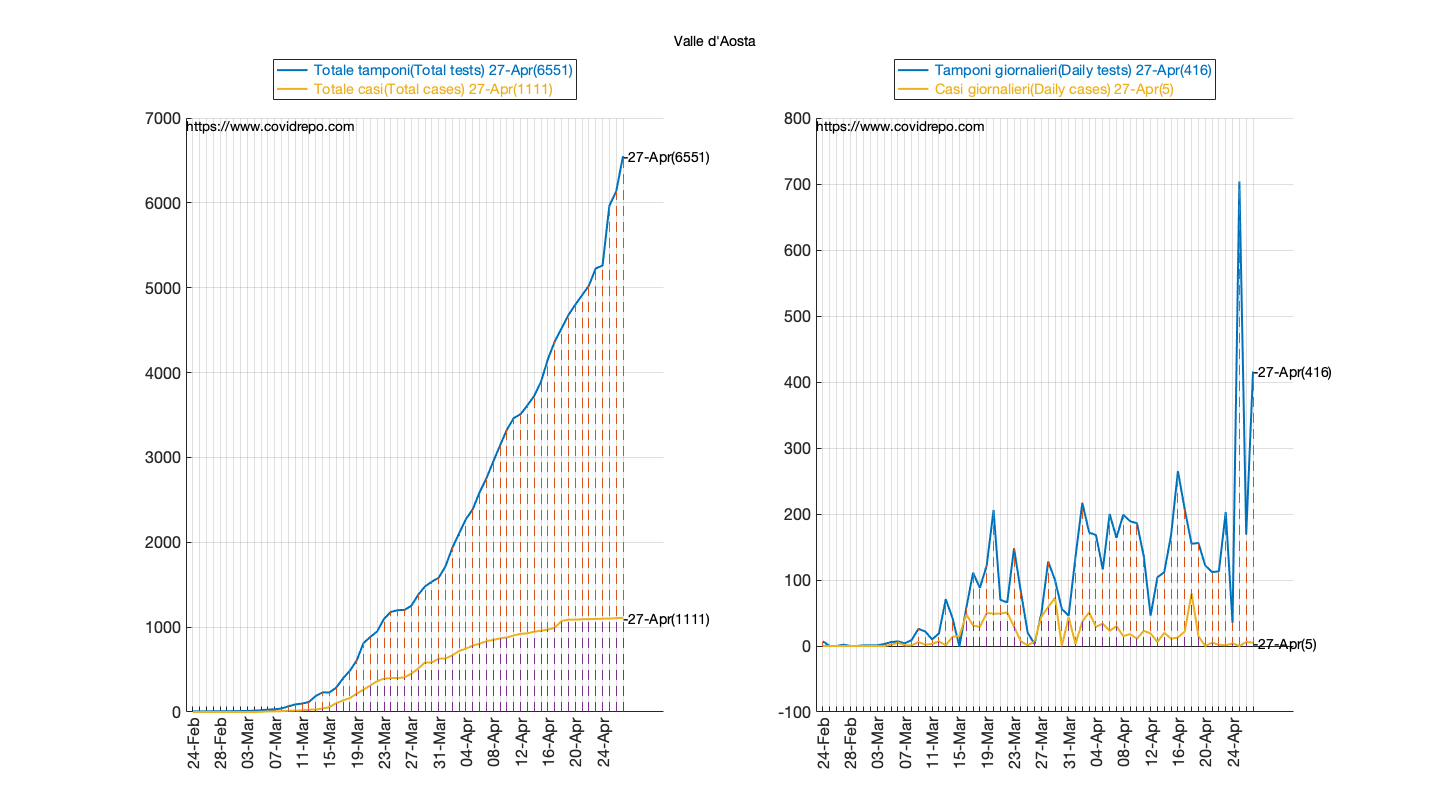 Valle d'Aosta
Totale tamponi(Total tests) 27-Apr(6551)
Totale casi(Total cases) 27-Apr(1111)
https://www.covidrepo.com
7000
6000
5000
4000
3000
2000
1000
0
27-Apr(6551)
27-Apr(1111)
24-Feb
28-Feb
03-Mar
07-Mar
11-Mar
15-Mar
19-Mar
23-Mar
27-Mar
31-Mar
04-Apr
08-Apr
12-Apr
16-Apr
20-Apr
24-Apr
Tamponi giornalieri(Daily tests) 27-Apr(416)
Casi giornalieri(Daily cases) 27-Apr(5)
https://www.covidrepo.com
800
700
600
500
400
300
200
100
0
-100
27-Apr(416)
27-Apr(5)
24-Feb
28-Feb
03-Mar
07-Mar
11-Mar
15-Mar
19-Mar
23-Mar
27-Mar
31-Mar
04-Apr
08-Apr
12-Apr
16-Apr
20-Apr
24-Apr